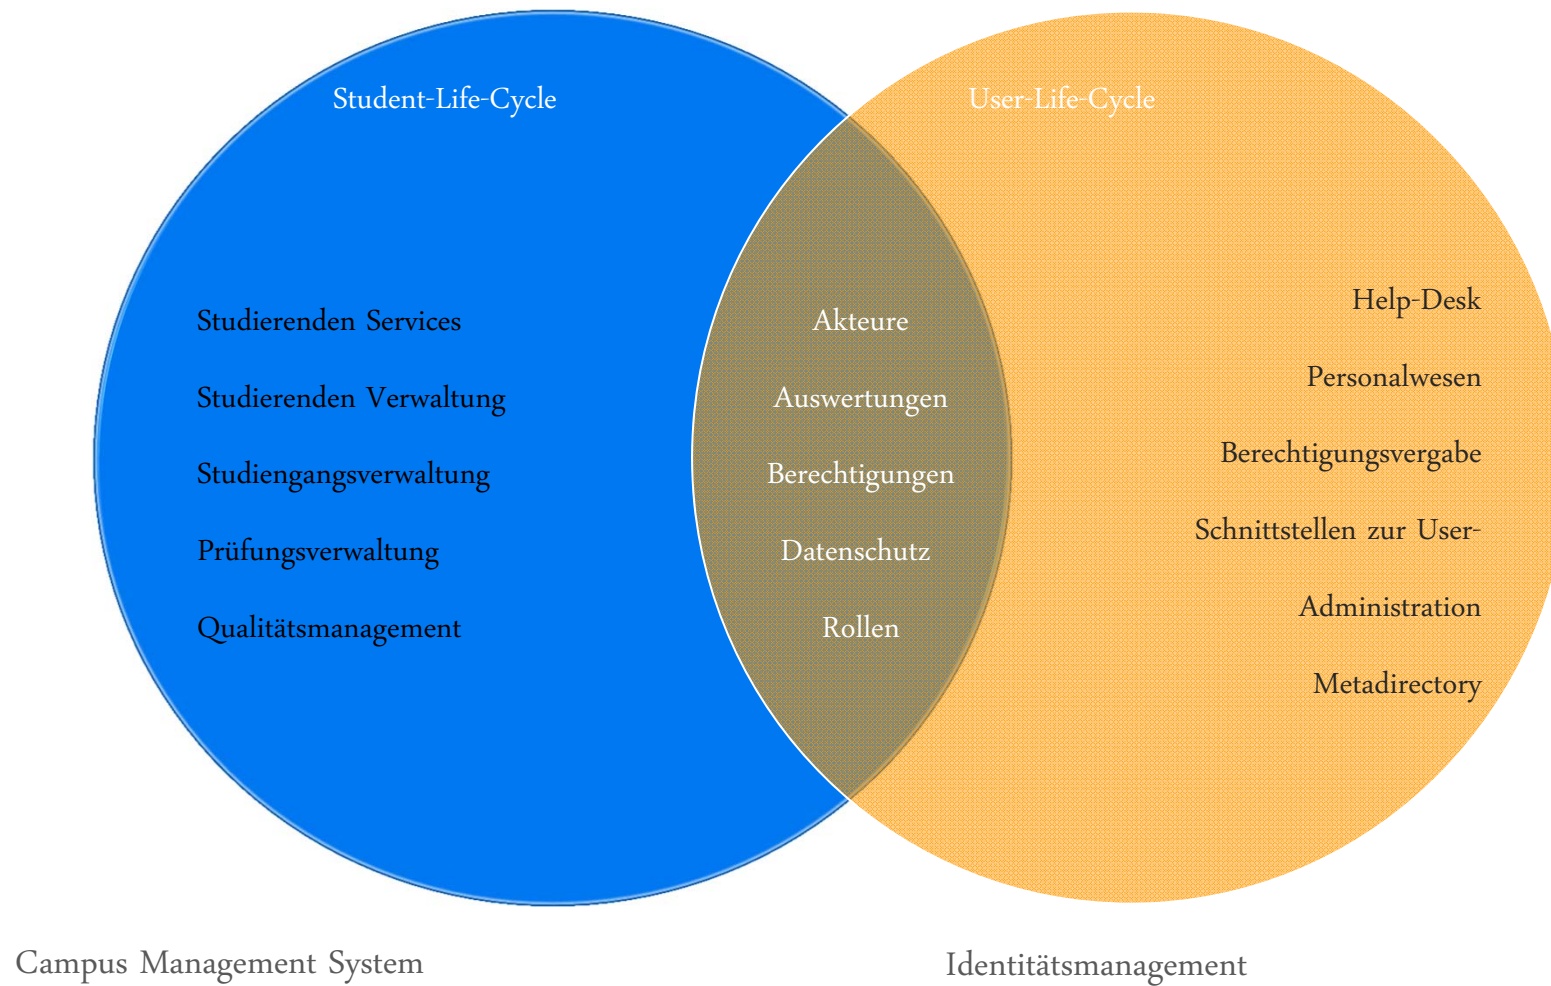 Student-Life-Cycle
User-Life-Cycle
Studierenden Services
Studierenden Verwaltung
Studiengangsverwaltung
Prüfungsverwaltung
Qualitätsmanagement
Akteure
Auswertungen
Berechtigungen
Datenschutz
Rollen
Help-Desk
Personalwesen
Berechtigungsvergabe
Schnittstellen zur User-
Administration
Metadirectory
Campus Management System
Identitätsmanagement